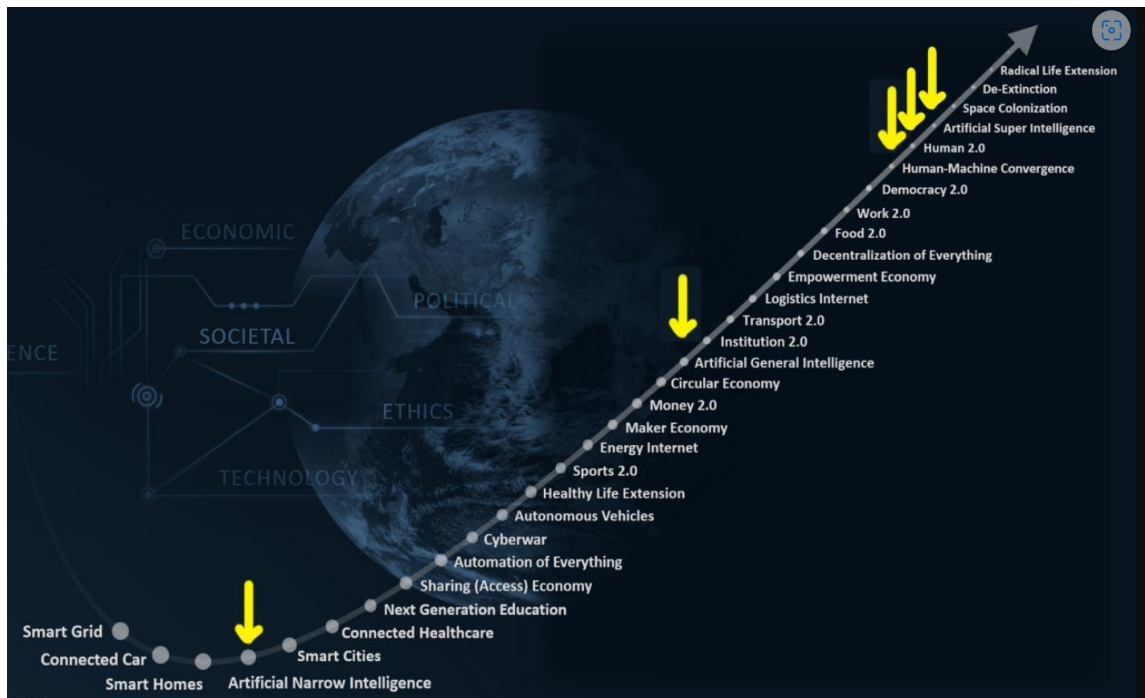 Radical Life Extension
De-Extinction
Space Colonization
Artificial Super Intelligence
Human 2.0
Human-Machine Convergence
Democracy 2.0
Work 2.0
Food 2.0
Decentralization of Everything
Empowerment Economy
Logistics Internet
Transport 2.0
Institution 2.0
Artificial General Intelligence
Circular Economy
Money 2.0
Maker Economy
Energy Internet
Sports 2.0
Healthy Life Extension
Autonomous Vehicles
Cyberwar
Automation of Everything
Sharing (Access) Economy
Next Generation Education
Connected Healthcare
Smart Cities
Artificial Narrow Intelligence
Smart Homes
Connected Car
Smart Grid
ECONOMIC
POLITICAL
SOCIETAL
ENCE
ETHICS
TECHNOLOGY